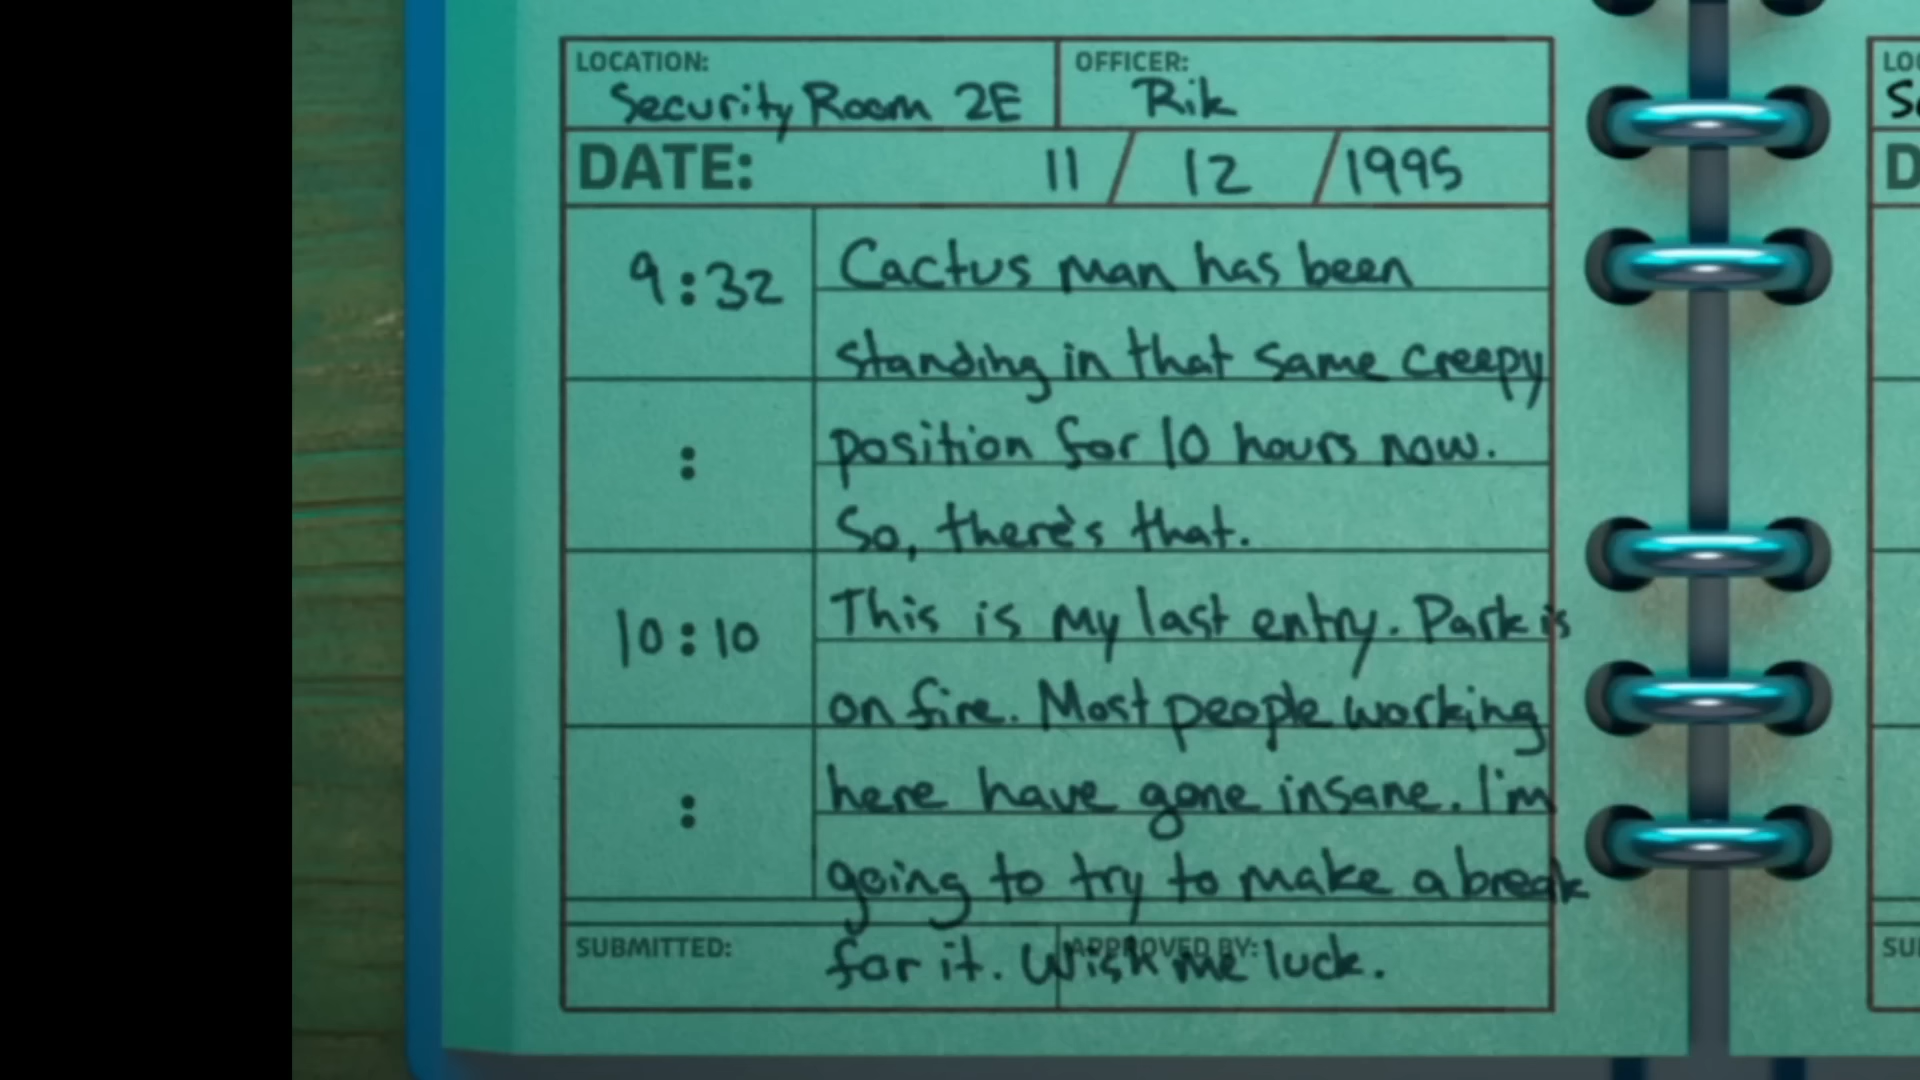 LOCATION: Security Room 2E OFFICER: Rik
DATE: 11 / 12 / 1995
9:32 Cactus man has been
standing in that same creepy
: position for 10 hours now.
So, there's that.
10:10 This is my last entry. Park is
on fire. Most people working
: here have gone insane. I'm
going to try to make a break
SUBMITTED: APPROVED BY:
for it. Wish me luck.